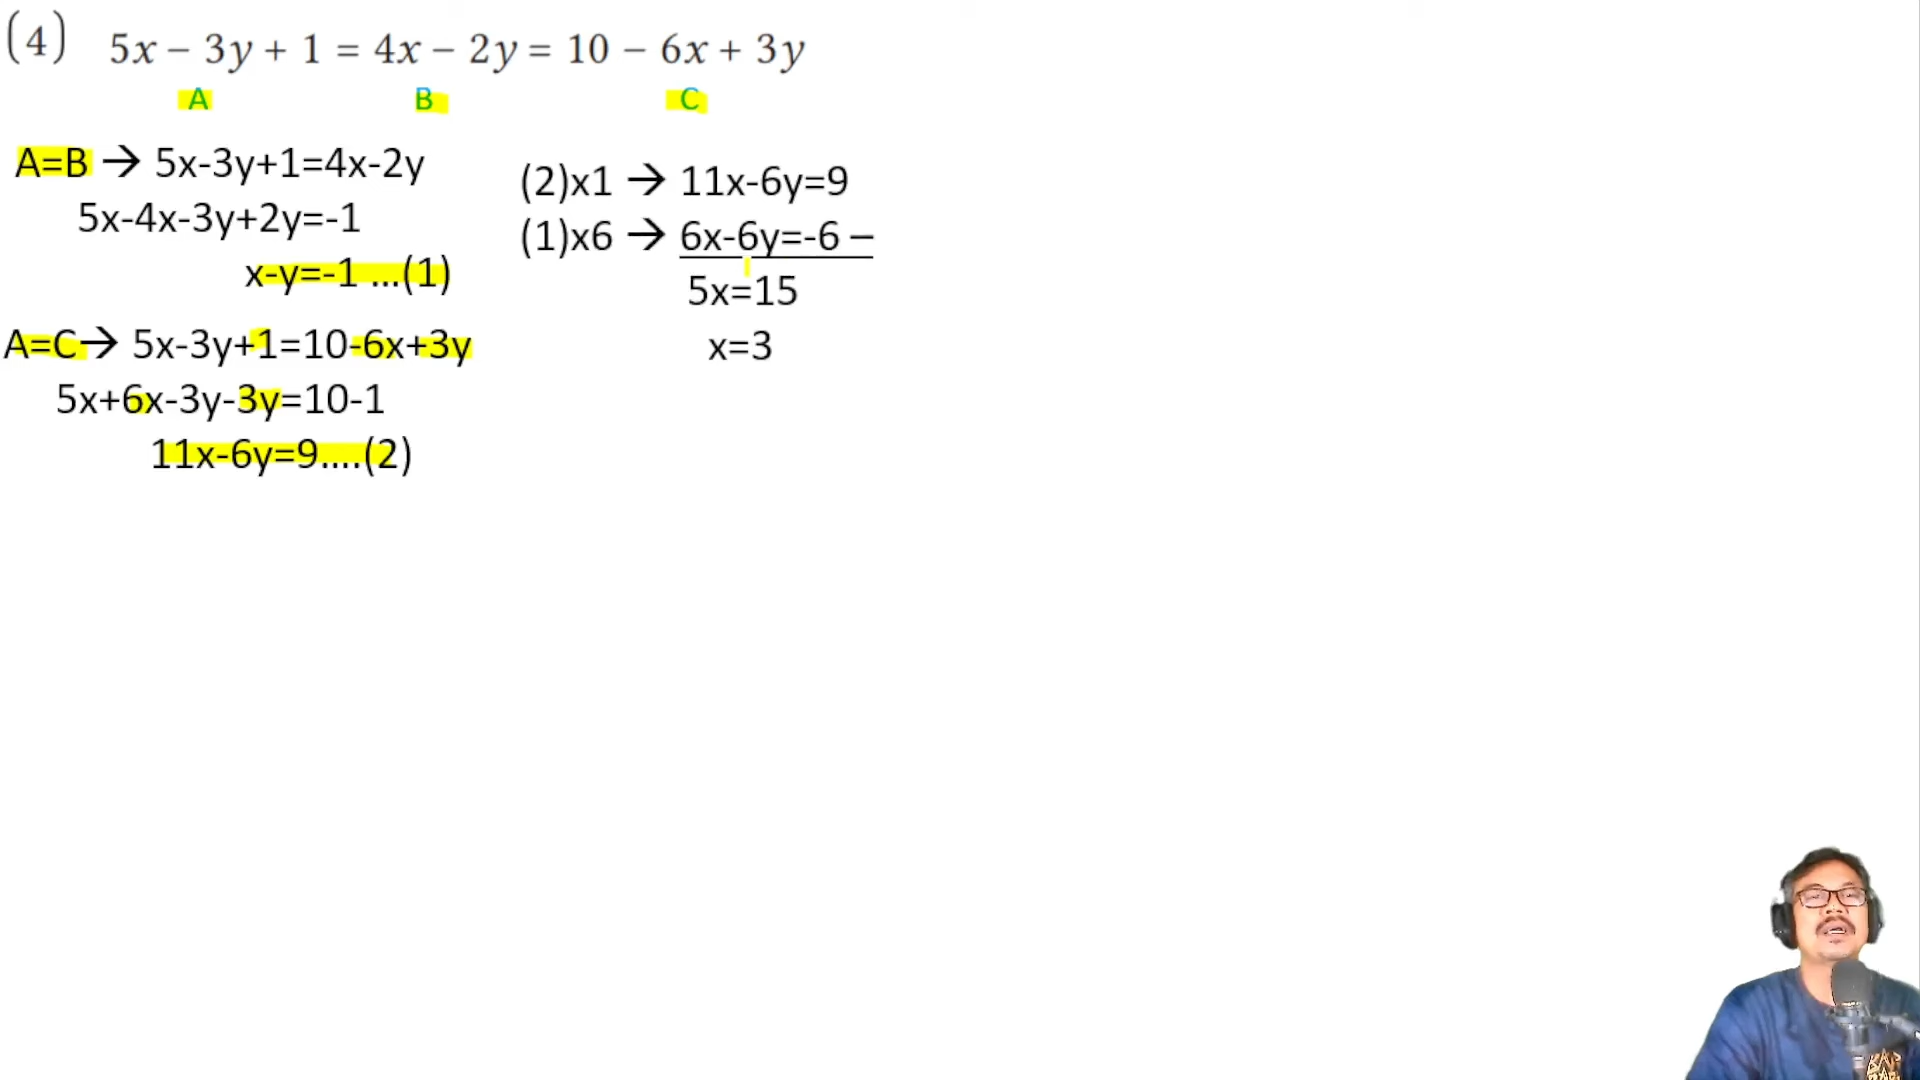 (4) 5x − 3y + 1 = 4x − 2y = 10 − 6x + 3y
A B C
A=B → 5x-3y+1=4x-2y
5x-4x-3y+2y=-1
x-y=-1 ...(1)
A=C→ 5x-3y+1=10-6x+3y
5x+6x-3y-3y=10-1
11x-6y=9....(2)
(2)x1 → 11x-6y=9
(1)x6 → 6x-6y=-6 –
5x=15
x=3